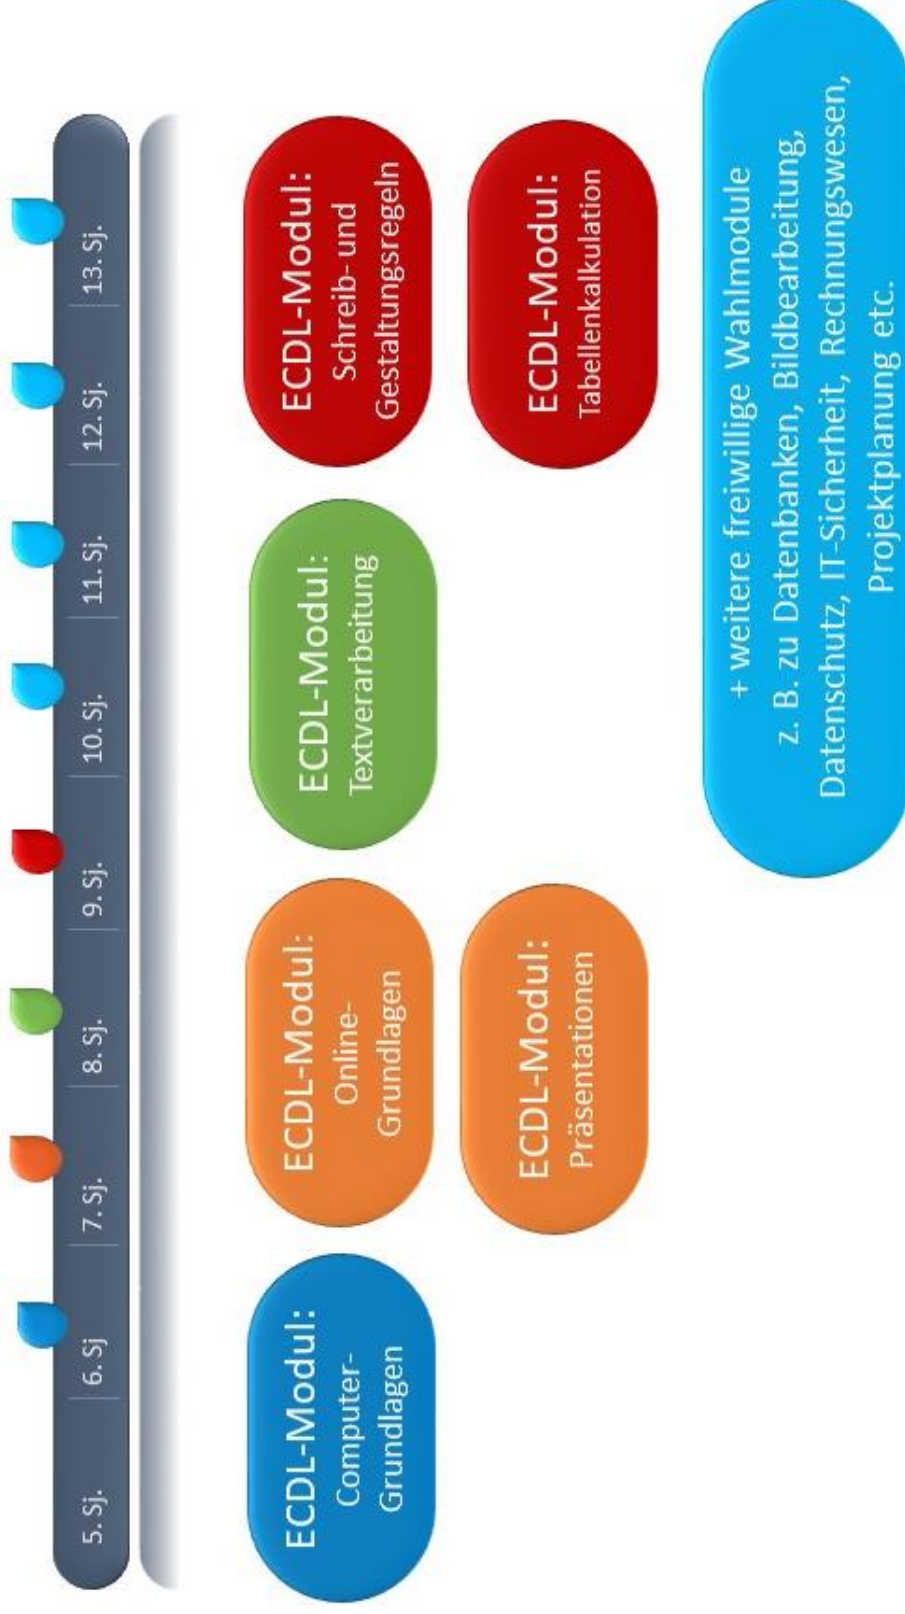 5. Sj.
6. Sj
7. Sj.
8. Sj.
9. Sj.
10. Sj.
11. Sj.
12. Sj.
13. Sj.
ECDL-Modul:
Computer-
Grundlagen
ECDL-Modul:
Online-
Grundlagen
ECDL-Modul:
Textverarbeitung
ECDL-Modul:
Schreib- und
Gestaltungsregeln
ECDL-Modul:
Präsentationen
ECDL-Modul:
Tabellenkalkulation
+ weitere freiwillige Wahlmodule
z. B. zu Datenbanken, Bildbearbeitung,
Datenschutz, IT-Sicherheit, Rechnungswesen,
Projektplanung etc.